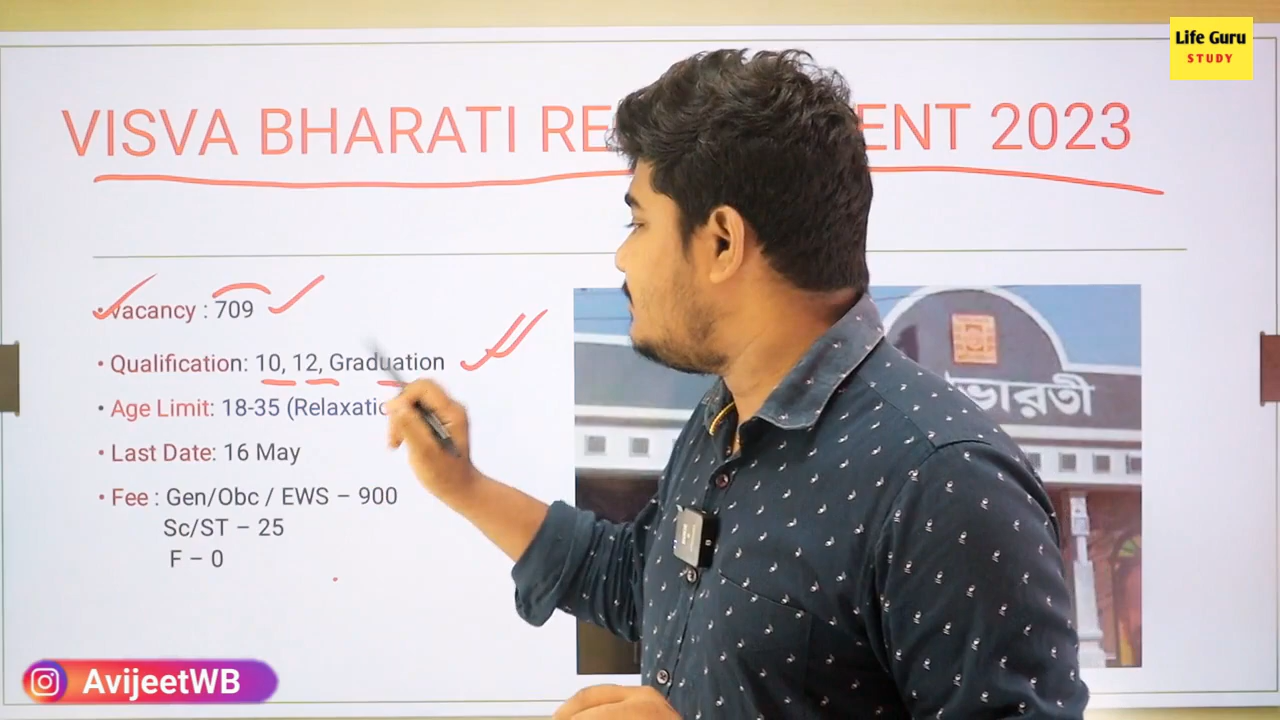 Life Guru
STUDY
VISVA BHARATI RE ENT 2023
• Vacancy : 709
• Qualification: 10, 12, Graduation
• Age Limit: 18-35 (Relaxatio
• Last Date: 16 May
• Fee : Gen/Obc / EWS – 900
Sc/ST – 25
F – 0
ভারতী
AvijeetWB